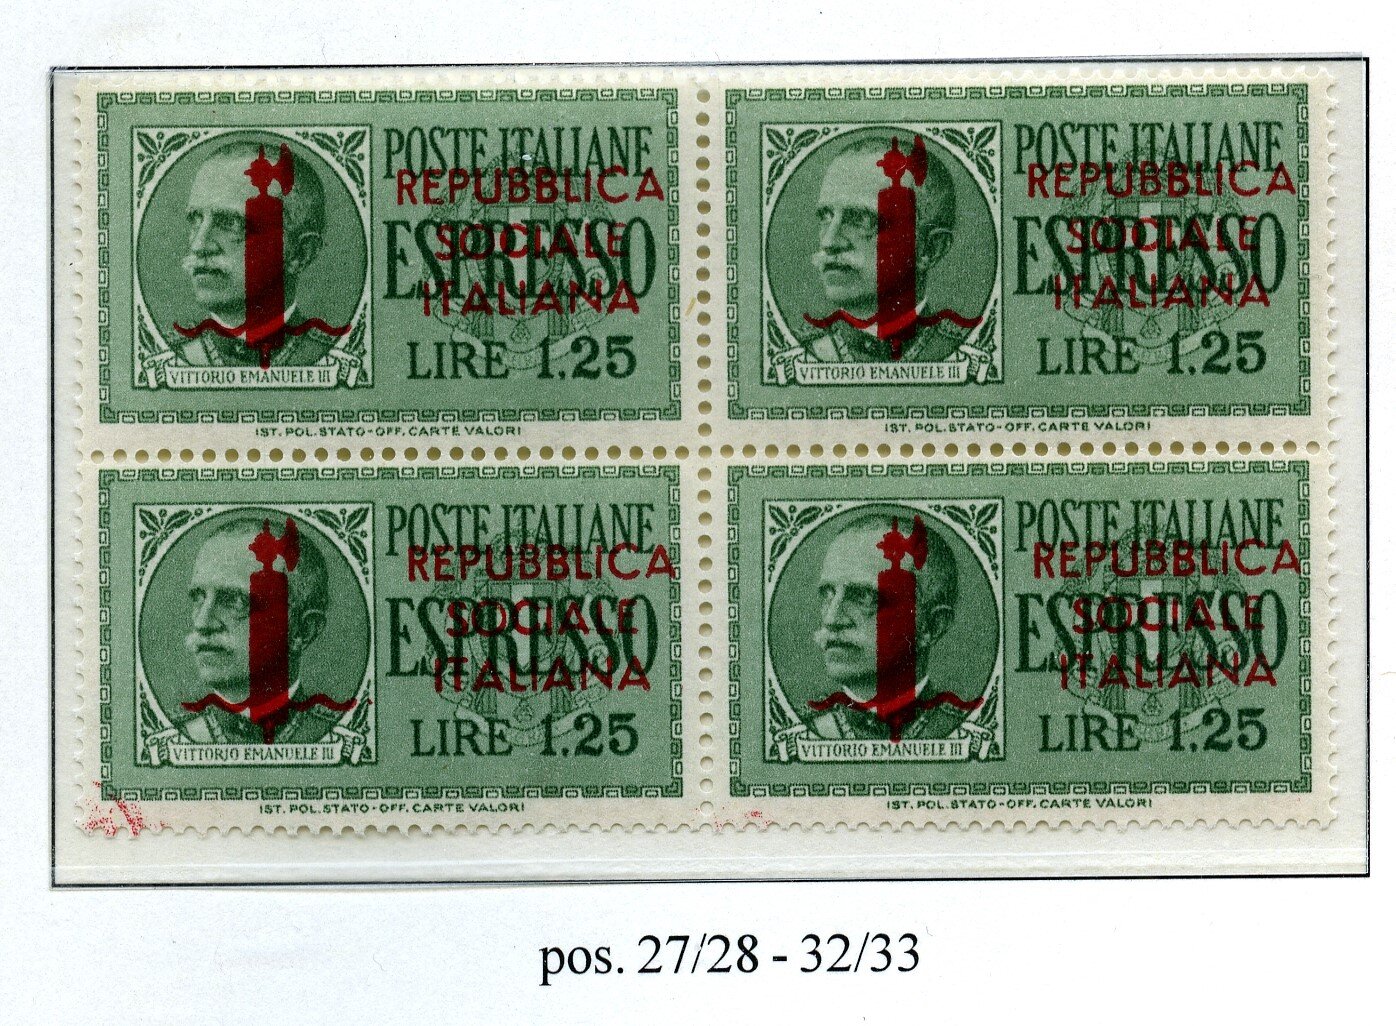 POSTE ITALIANE
REPUBBLICA
SOCIALE
ESPRESSO
ITALIANA
LIRE 1.25
VITTORIO EMANUELE III
IST. POL. STATO-OFF. CARTE VALORI
POSTE ITALIANE
REPUBBLICA
SOCIALE
ESPRESSO
ITALIANA
LIRE 1.25
VITTORIO EMANUELE III
IST. POL. STATO-OFF. CARTE VALORI
POSTE ITALIANE
REPUBBLICA
SOCIALE
ESPRESSO
ITALIANA
LIRE 1.25
VITTORIO EMANUELE III
IST. POL. STATO-OFF. CARTE VALORI
POSTE ITALIANE
REPUBBLICA
SOCIALE
ESPRESSO
ITALIANA
LIRE 1.25
VITTORIO EMANUELE III
IST. POL. STATO-OFF. CARTE VALORI
pos. 27/28 - 32/33